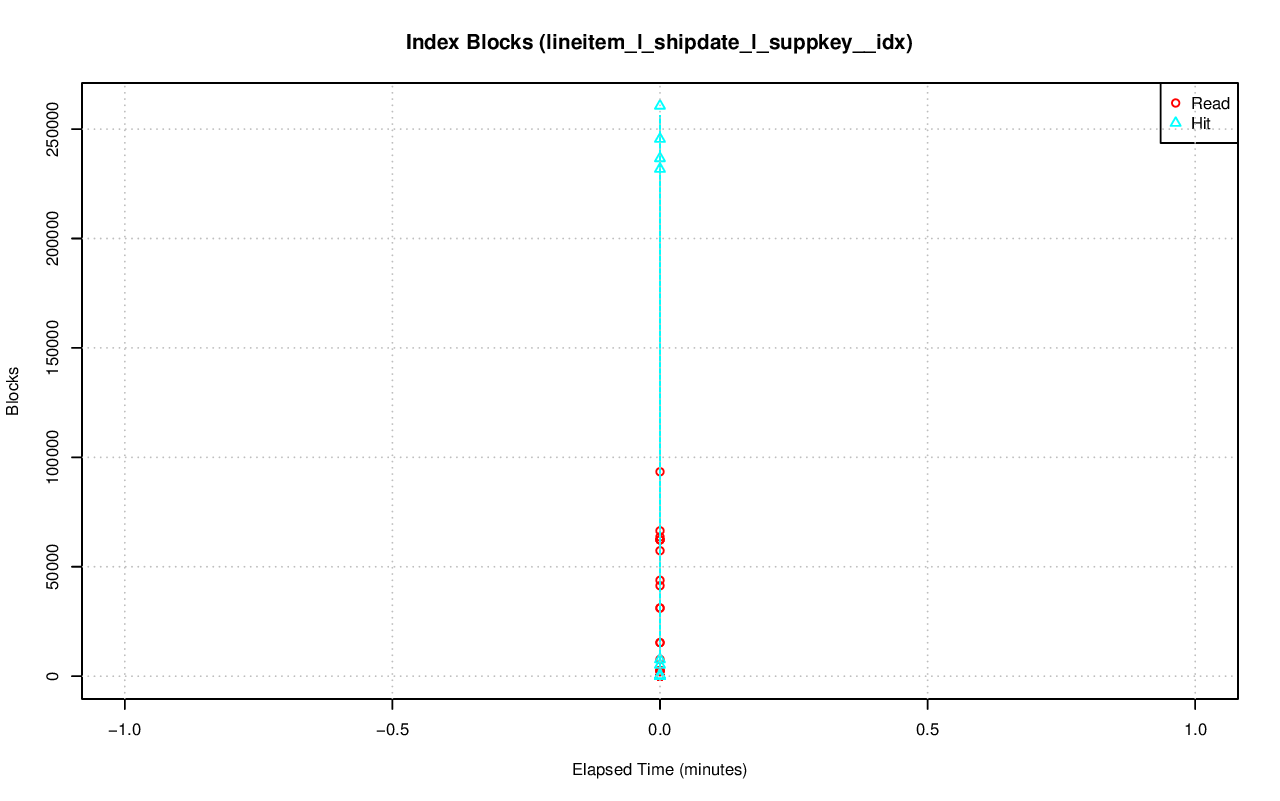 Index Blocks (lineitem_l_shipdate_l_suppkey__idx)
Read
Hit
250000
200000
150000
100000
50000
0
Blocks
−1.0
−0.5
0.0
0.5
1.0
Elapsed Time (minutes)